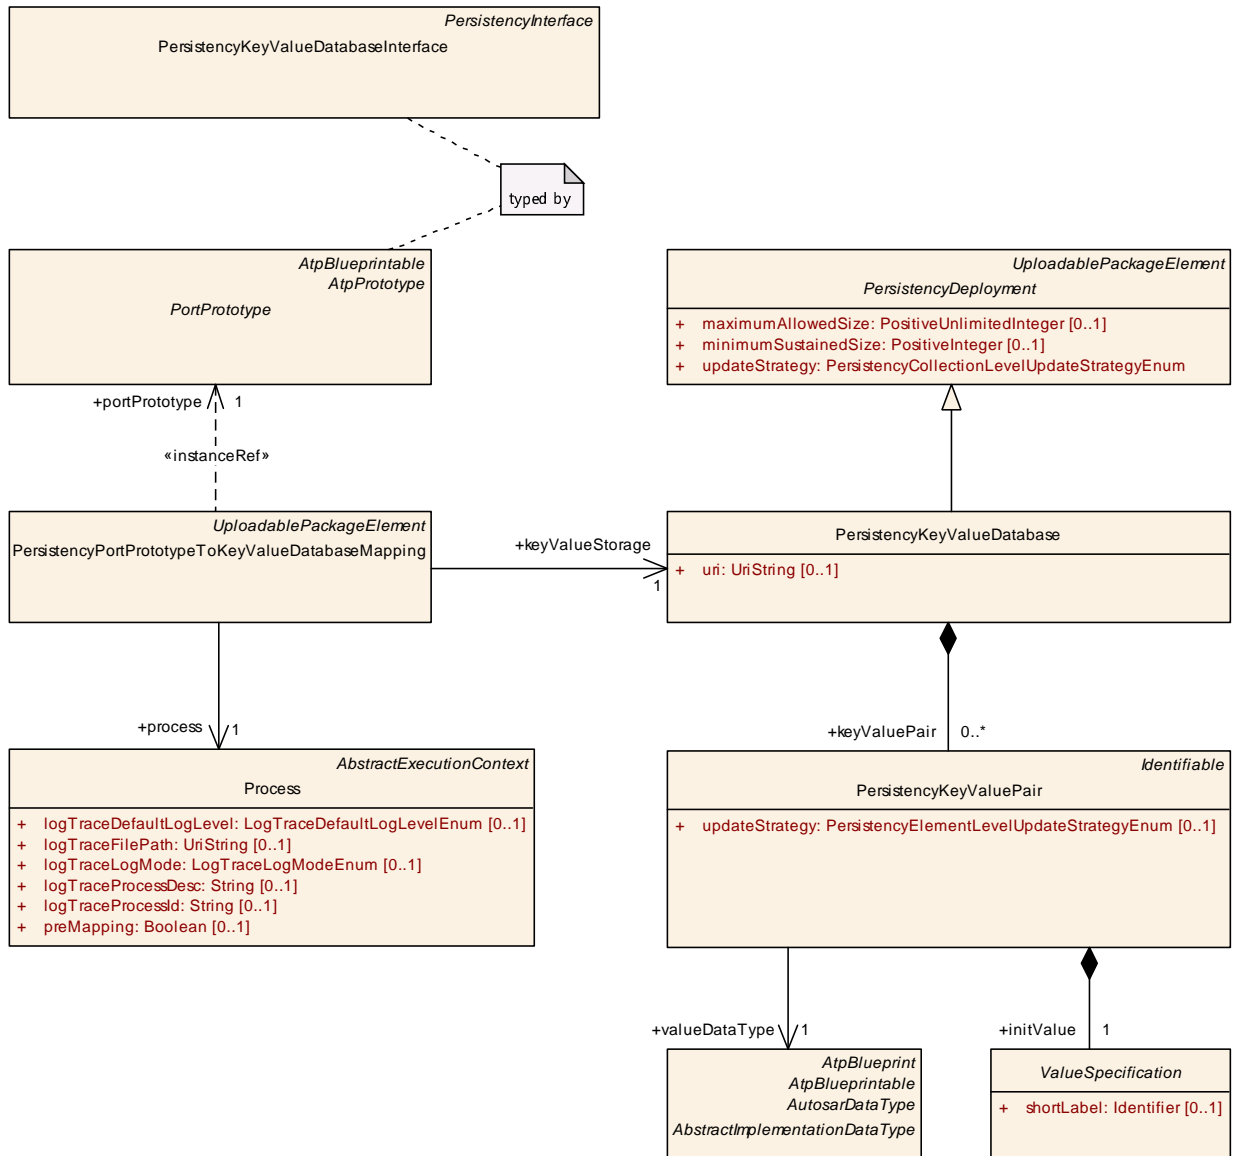 PersistencyInterface
PersistencyKeyValueDatabaseInterface
typed by
AtpBlueprintable
AtpPrototype
PortPrototype
UploadablePackageElement
PersistencyDeployment
+ maximumAllowedSize: PositiveUnlimitedInteger [0..1]
+ minimumSustainedSize: PositiveInteger [0..1]
+ updateStrategy: PersistencyCollectionLevelUpdateStrategyEnum
+portPrototype 1
«instanceRef»
UploadablePackageElement
PersistencyPortPrototypeToKeyValueDatabaseMapping
+keyValueStorage
1
PersistencyKeyValueDatabase
+ uri: UriString [0..1]
+process 1
+keyValuePair 0..*
AbstractExecutionContext
Process
+ logTraceDefaultLogLevel: LogTraceDefaultLogLevelEnum [0..1]
+ logTraceFilePath: UriString [0..1]
+ logTraceLogMode: LogTraceLogModeEnum [0..1]
+ logTraceProcessDesc: String [0..1]
+ logTraceProcessId: String [0..1]
+ preMapping: Boolean [0..1]
Identifiable
PersistencyKeyValuePair
+ updateStrategy: PersistencyElementLevelUpdateStrategyEnum [0..1]
+valueDataType 1
+initValue 1
AtpBlueprint
AtpBlueprintable
AutosarDataType
AbstractImplementationDataType
ValueSpecification
+ shortLabel: Identifier [0..1]